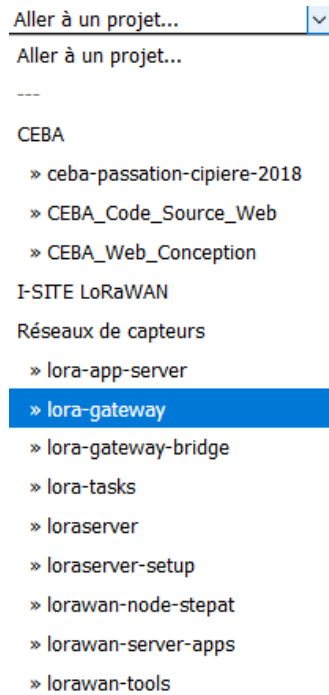 Aller à un projet...
Aller à un projet...
---
CEBA
» ceba-passation-cipiere-2018
» CEBA_Code_Source_Web
» CEBA_Web_Conception
I-SITE LoRaWAN
Réseaux de capteurs
» lora-app-server
» lora-gateway
» lora-gateway-bridge
» lora-tasks
» loraserver
» loraserver-setup
» lorawan-node-stepat
» lorawan-server-apps
» lorawan-tools